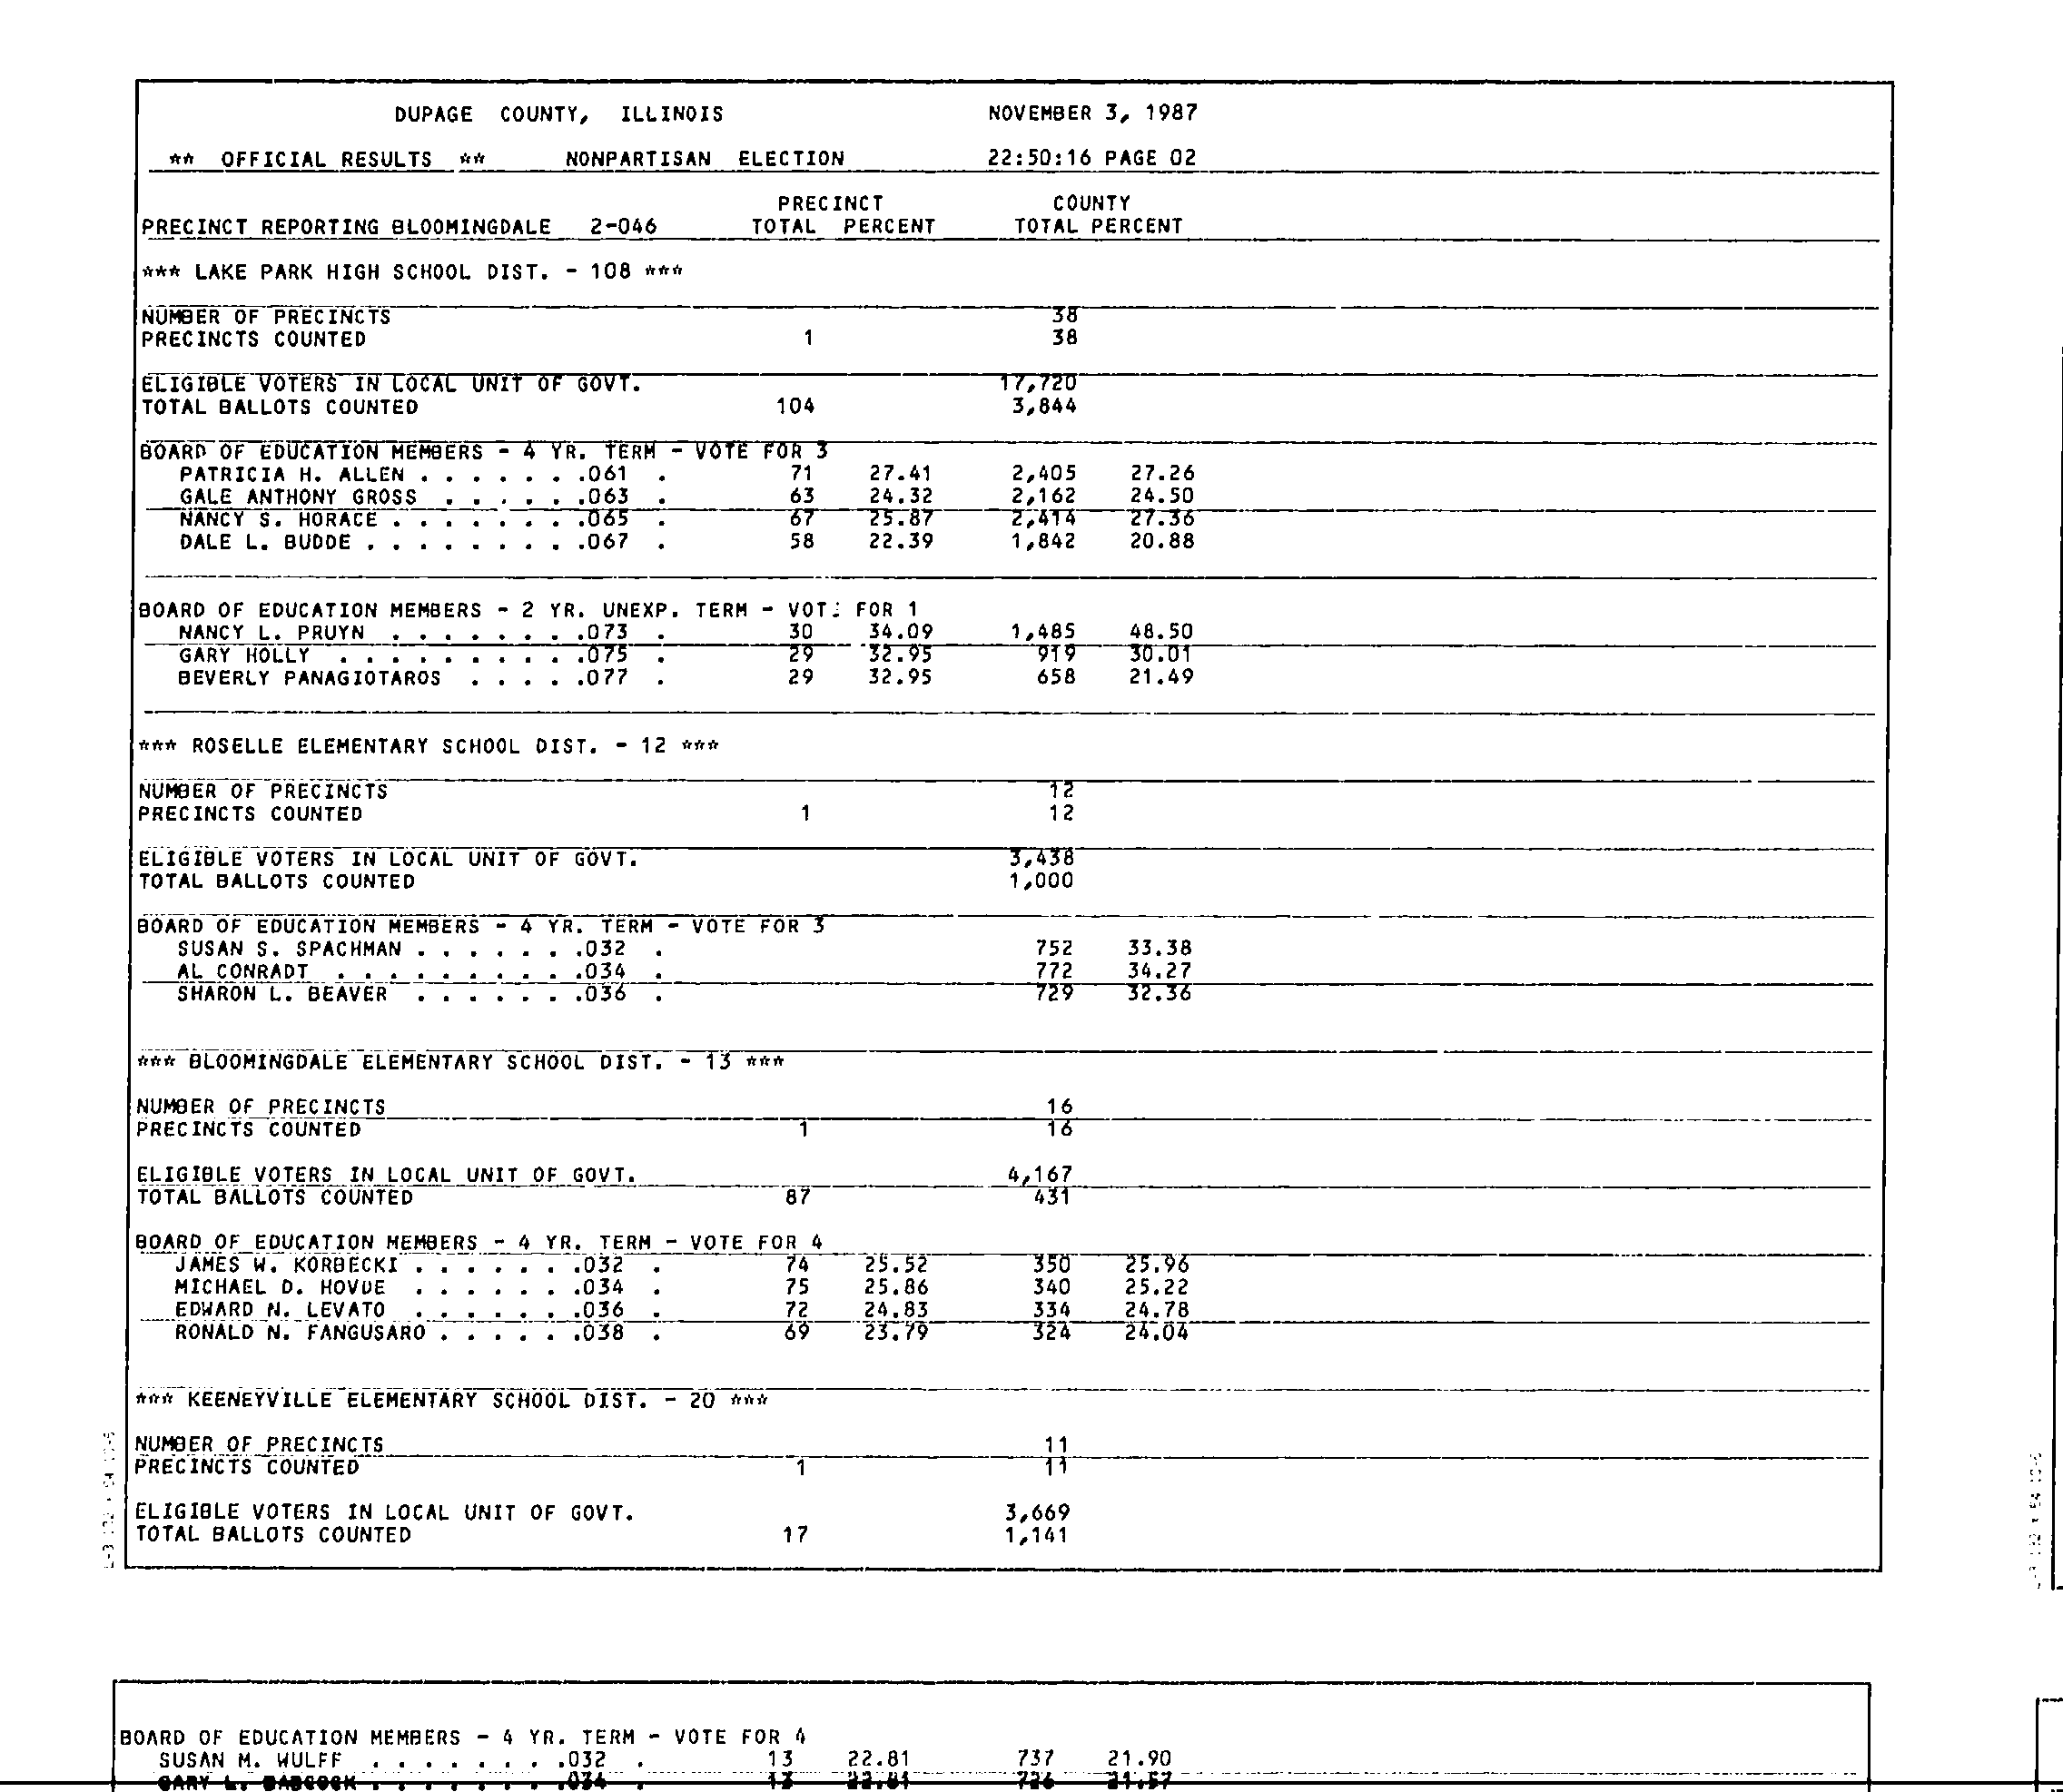 DUPAGE COUNTY, ILLINOIS NOVEMBER 3, 1987
** OFFICIAL RESULTS ** NONPARTISAN ELECTION 22:50:16 PAGE 02
PRECINCT COUNTY
PRECINCT REPORTING BLOOMINGDALE 2-046 TOTAL PERCENT TOTAL PERCENT
*** LAKE PARK HIGH SCHOOL DIST. - 108 ***
NUMBER OF PRECINCTS 38
PRECINCTS COUNTED 1 38
ELIGIBLE VOTERS IN LOCAL UNIT OF GOVT. 17,720
TOTAL BALLOTS COUNTED 104 3,844
BOARD OF EDUCATION MEMBERS - 4 YR. TERM - VOTE FOR 3
PATRICIA H. ALLEN . . . . . . .061 . 71 27.41 2,405 27.26
GALE ANTHONY GROSS . . . . . .063 . 63 24.32 2,162 24.50
NANCY S. HORACE . . . . . . . .065 . 67 25.87 2,414 27.36
DALE L. BUDDE . . . . . . . . .067 . 58 22.39 1,842 20.88
BOARD OF EDUCATION MEMBERS - 2 YR. UNEXP. TERM - VOT: FOR 1
NANCY L. PRUYN . . . . . . . .073 . 30 34.09 1,485 48.50
GARY HOLLY . . . . . . . . . .075 . 29 32.95 919 30.01
BEVERLY PANAGIOTAROS . . . . .077 . 29 32.95 658 21.49
*** ROSELLE ELEMENTARY SCHOOL DIST. - 12 ***
NUMBER OF PRECINCTS 12
PRECINCTS COUNTED 1 12
ELIGIBLE VOTERS IN LOCAL UNIT OF GOVT. 3,438
TOTAL BALLOTS COUNTED 1,000
BOARD OF EDUCATION MEMBERS - 4 YR. TERM - VOTE FOR 3
SUSAN S. SPACHMAN . . . . . . .032 . 752 33.38
AL CONRADT . . . . . . . . . .034 . 772 34.27
SHARON L. BEAVER . . . . . . .036 . 729 32.36
*** BLOOMINGDALE ELEMENTARY SCHOOL DIST. - 13 ***
NUMBER OF PRECINCTS 16
PRECINCTS COUNTED 1 16
ELIGIBLE VOTERS IN LOCAL UNIT OF GOVT. 4,167
TOTAL BALLOTS COUNTED 87 431
BOARD OF EDUCATION MEMBERS - 4 YR. TERM - VOTE FOR 4
JAMES W. KORBECKI . . . . . . .032 . 74 25.52 350 25.96
MICHAEL D. HOVDE . . . . . . .034 . 75 25.86 340 25.22
EDWARD N. LEVATO . . . . . . .036 . 72 24.83 334 24.78
RONALD N. FANGUSARO . . . . . .038 . 69 23.79 324 24.04
*** KEENEYVILLE ELEMENTARY SCHOOL DIST. - 20 ***
NUMBER OF PRECINCTS 11
PRECINCTS COUNTED 1 11
ELIGIBLE VOTERS IN LOCAL UNIT OF GOVT. 3,669
TOTAL BALLOTS COUNTED 17 1,141
BOARD OF EDUCATION MEMBERS - 4 YR. TERM - VOTE FOR 4
SUSAN M. WULFF . . . . . . . .032 . 13 22.81 737 21.90
GARY L. BABCOCK . . . . . . . .034 . 13 22.81 726 21.57